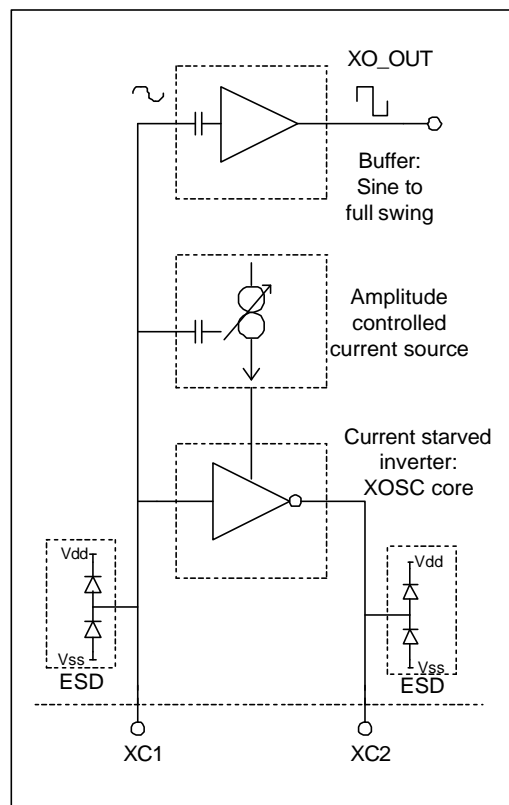 XO_OUT
Buffer:
Sine to
full swing
Amplitude
controlled
current source
Current starved
inverter:
XOSC core
Vdd
Vss
ESD
Vdd
Vss
ESD
XC1
XC2